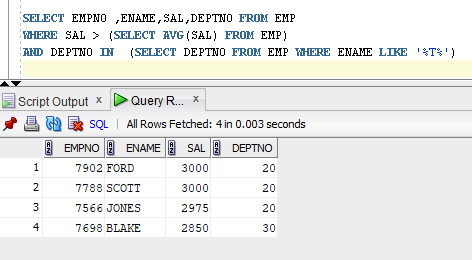 SELECT EMPNO ,ENAME,SAL,DEPTNO FROM EMP
WHERE SAL > (SELECT AVG(SAL) FROM EMP)
AND DEPTNO IN  (SELECT DEPTNO FROM EMP WHERE ENAME LIKE '%T%')
Script Output × Query R... ×
SQL | All Rows Fetched: 4 in 0.003 seconds
EMPNO ENAME SAL DEPTNO
1 7902 FORD 3000 20
2 7788 SCOTT 3000 20
3 7566 JONES 2975 20
4 7698 BLAKE 2850 30